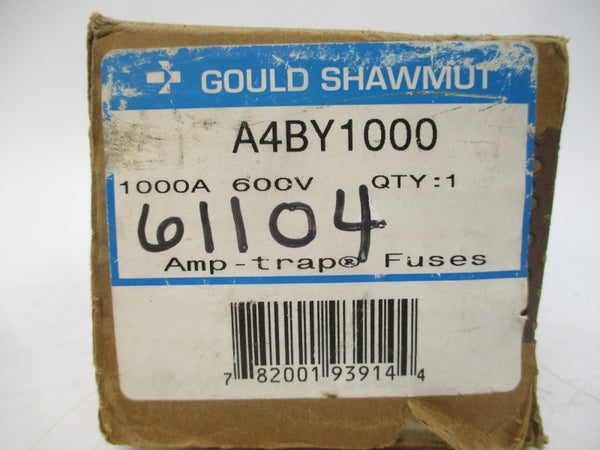 GOULD SHAWMUT
A4BY1000
1000A 600V QTY:1
61104
Amp-trap® Fuses
7 82001 93914 4